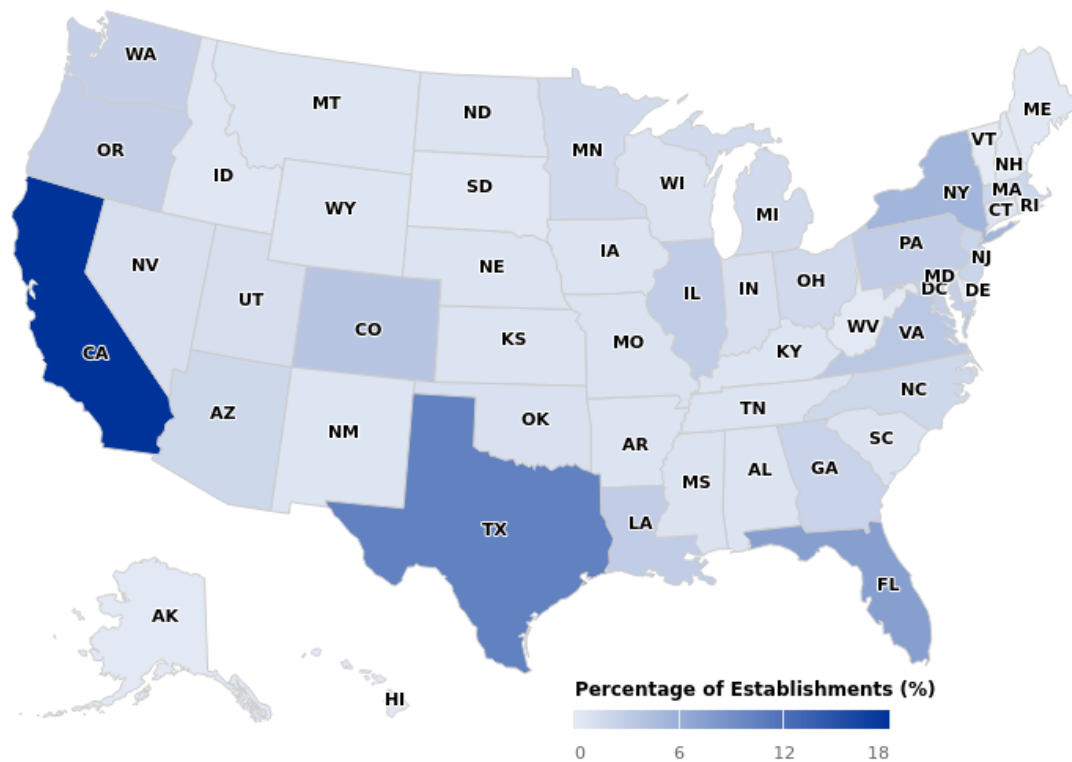 WA
MT
ND
MN
ME
VT
NH
OR
ID
SD
WI
MI
NY
MA
CT
RI
WY
IA
PA
NJ
NV
UT
NE
IL
IN
OH
MD
DC
DE
CO
KS
MO
KY
WV
VA
CA
AZ
NM
OK
AR
TN
NC
SC
TX
LA
MS
AL
GA
FL
AK
HI
Percentage of Establishments (%)
0 6 12 18